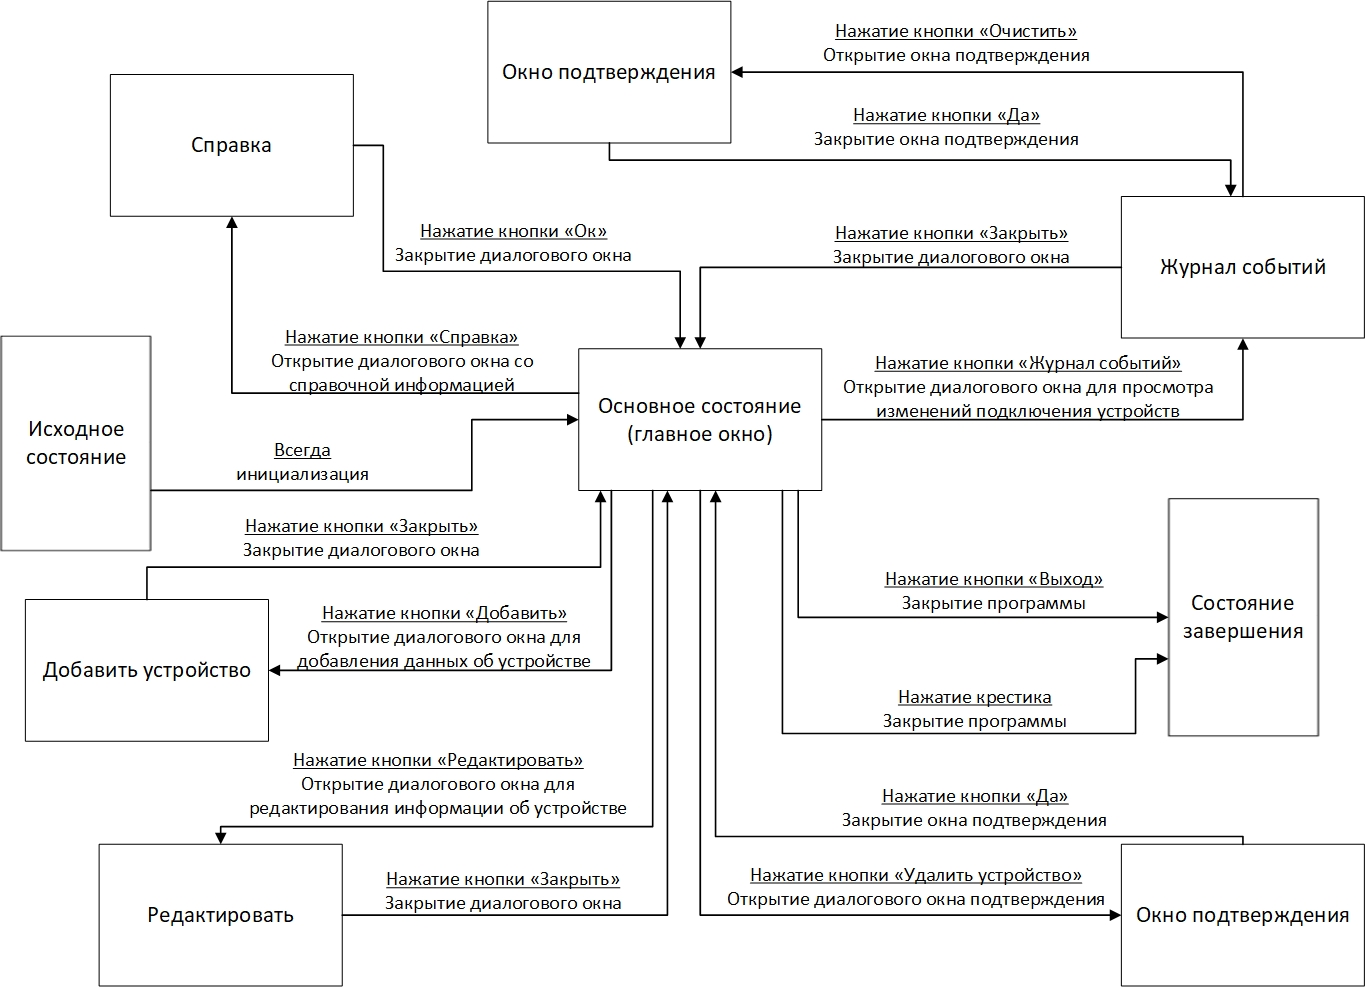 Нажатие кнопки «Очистить»
Открытие окна подтверждения
Окно подтверждения
Нажатие кнопки «Да»
Закрытие окна подтверждения
Справка
Нажатие кнопки «Ок»
Закрытие диалогового окна
Нажатие кнопки «Закрыть»
Закрытие диалогового окна
Журнал событий
Нажатие кнопки «Справка»
Открытие диалогового окна со
справочной информацией
Нажатие кнопки «Журнал событий»
Открытие диалогового окна для просмотра
изменений подключения устройств
Основное состояние
(главное окно)
Исходное
состояние
Всегда
инициализация
Нажатие кнопки «Закрыть»
Закрытие диалогового окна
Нажатие кнопки «Выход»
Закрытие программы
Состояние
завершения
Нажатие кнопки «Добавить»
Открытие диалогового окна для
добавления данных об устройстве
Добавить устройство
Нажатие крестика
Закрытие программы
Нажатие кнопки «Редактировать»
Открытие диалогового окна для
редактирования информации об устройстве
Нажатие кнопки «Да»
Закрытие окна подтверждения
Нажатие кнопки «Закрыть»
Закрытие диалогового окна
Нажатие кнопки «Удалить устройство»
Открытие диалогового окна подтверждения
Редактировать
Окно подтверждения